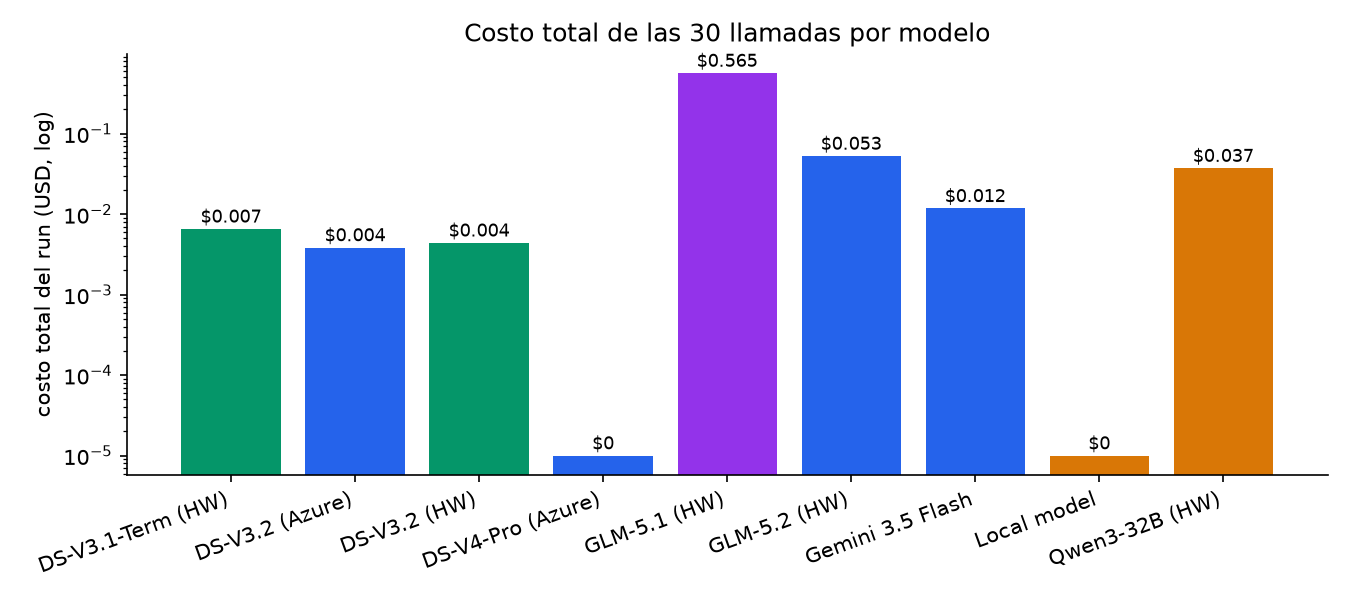 Costo total de las 30 llamadas por modelo
costo total del run (USD, log)
10⁻¹
10⁻²
10⁻³
10⁻⁴
10⁻⁵
$0.007
$0.004
$0.004
$0
$0.565
$0.053
$0.012
$0
$0.037
DS-V3.1-Term (HW)
DS-V3.2 (Azure)
DS-V3.2 (HW)
DS-V4-Pro (Azure)
GLM-5.1 (HW)
GLM-5.2 (HW)
Gemini 3.5 Flash
Local model
Qwen3-32B (HW)